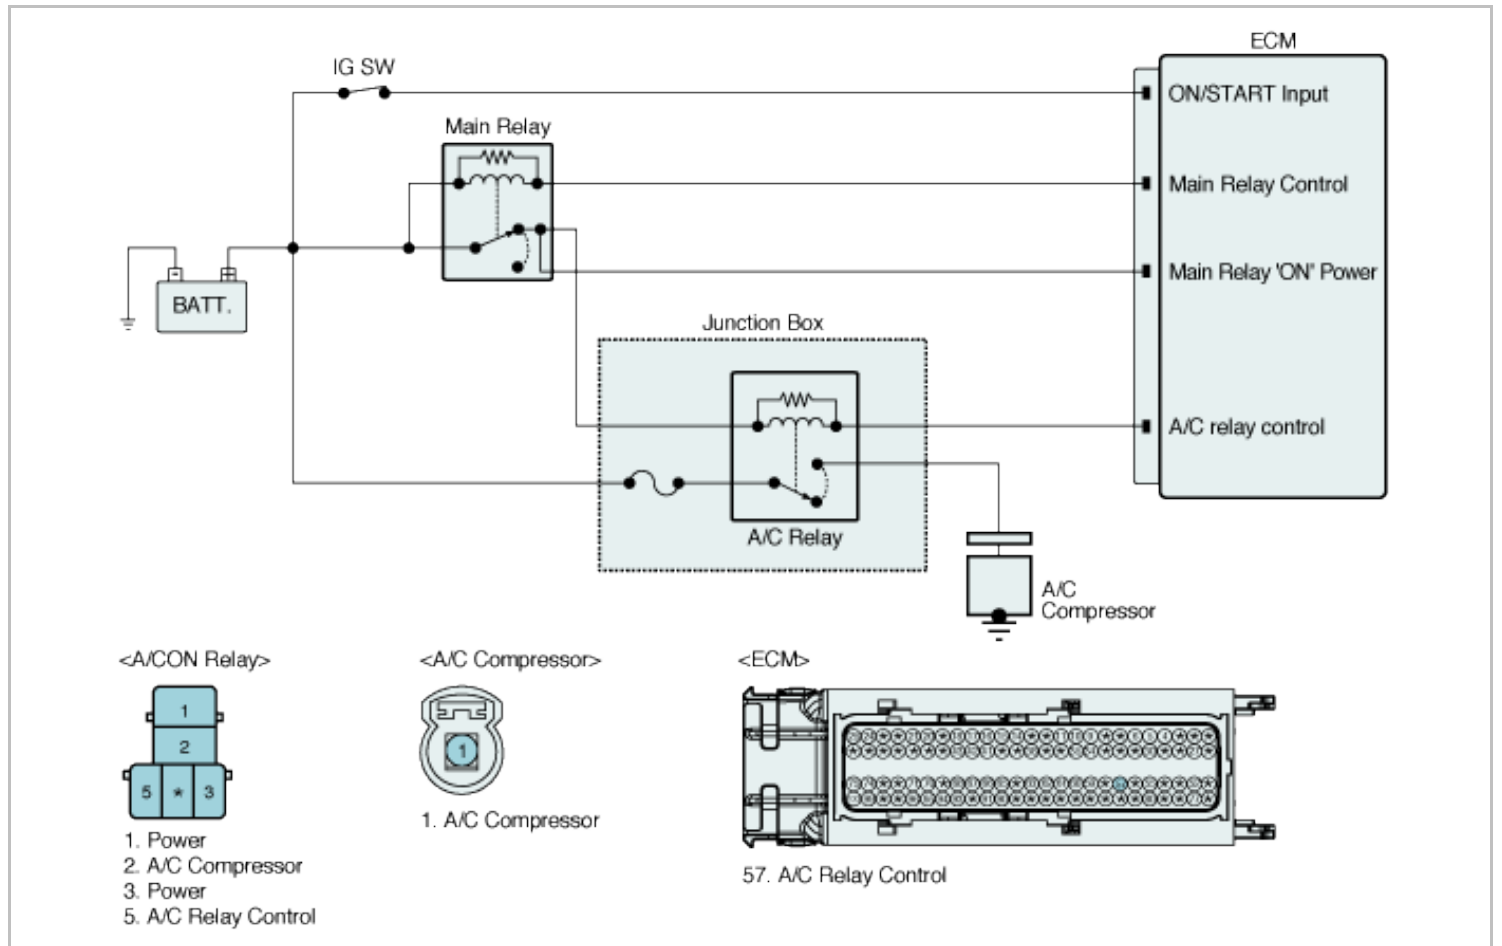 ECM
IG SW
ON/START Input
Main Relay
Main Relay Control
Main Relay 'ON' Power
- +
BATT.
Junction Box
A/C relay control
A/C Relay
A/C
Compressor
<A/CON Relay>
1
2
5 * 3
1. Power
2. A/C Compressor
3. Power
5. A/C Relay Control
<A/C Compressor>
1
1. A/C Compressor
<ECM>
57. A/C Relay Control